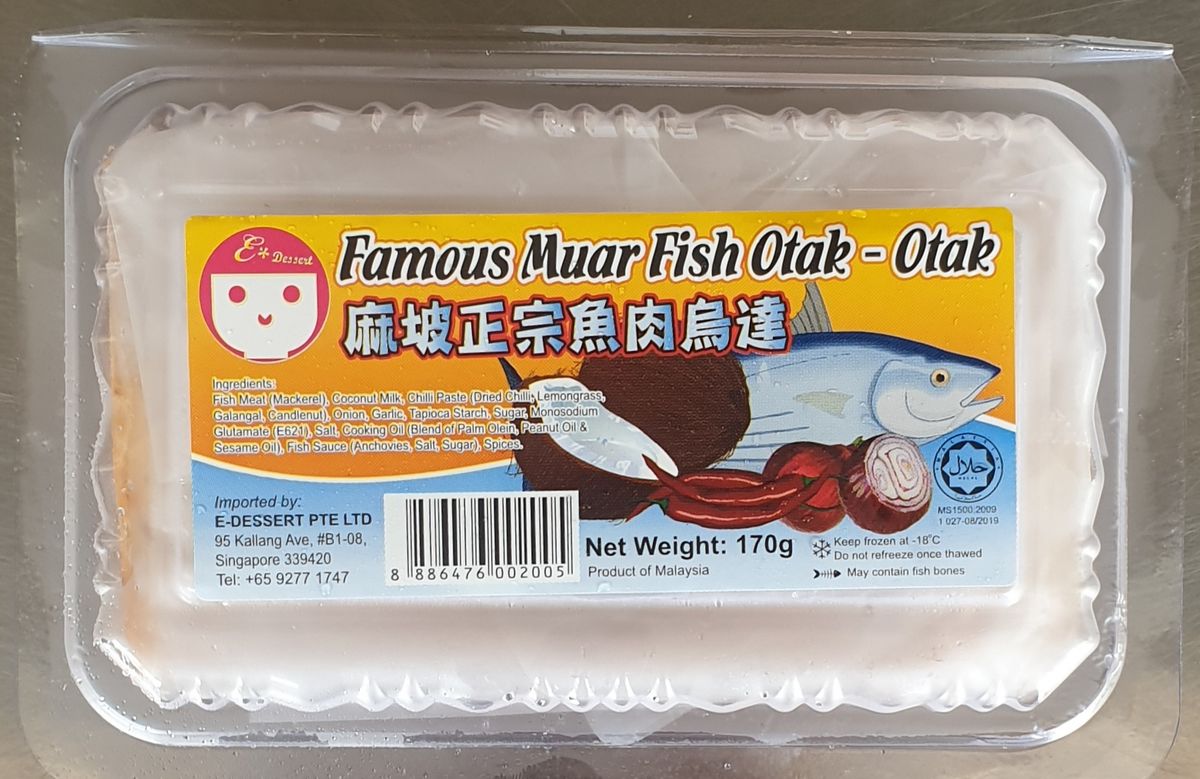 E* Dessert
Famous Muar Fish Otak - Otak
麻坡正宗魚肉烏達
Ingredients:
Fish Meat (Mackerel), Coconut Milk, Chilli Paste (Dried Chilli, Lemongrass,
Galangal, Candlenut), Onion, Garlic, Tapioca Starch, Sugar, Monosodium
Glutamate (E621), Salt, Cooking Oil (Blend of Palm Olein, Peanut Oil &
Sesame Oil), Fish Sauce (Anchovies, Salt, Sugar), Spices.
حلال
HALAL
MS1500:2009
1 027-08/2019
Imported by:
E-DESSERT PTE LTD
95 Kallang Ave, #B1-08,
Singapore 339420
Tel: +65 9277 1747
8 886476 002005
Net Weight: 170g
Product of Malaysia
Keep frozen at -18°C
Do not refreeze once thawed
May contain fish bones